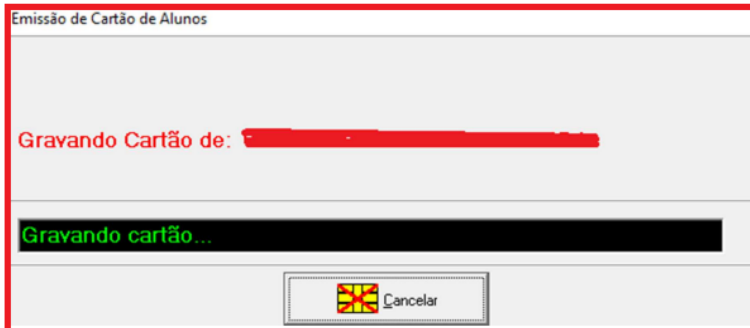 Emissão de Cartão de Alunos
Gravando Cartão de:
Gravando cartão...
Cancelar